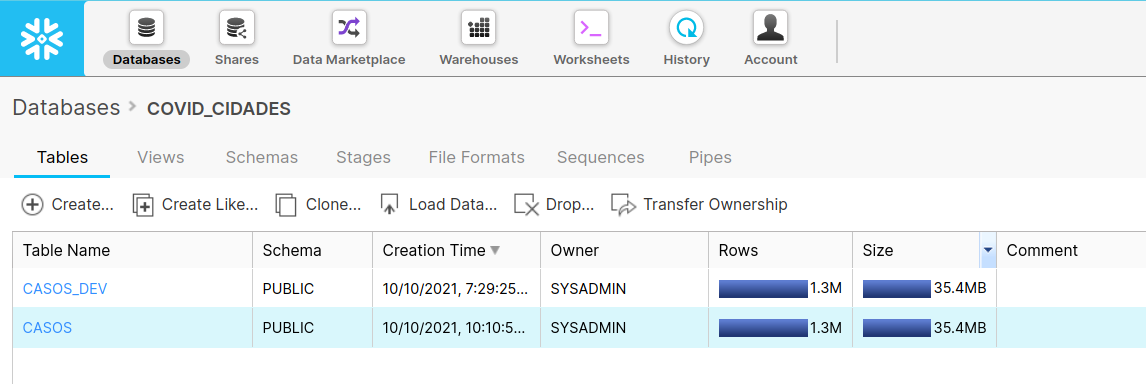 Databases Shares Data Marketplace Warehouses Worksheets History Account
Databases > COVID_CIDADES
Tables Views Schemas Stages File Formats Sequences Pipes
Create... Create Like... Clone... Load Data... Drop... Transfer Ownership
Table Name Schema Creation Time Owner Rows Size Comment
CASOS_DEV PUBLIC 10/10/2021, 7:29:25... SYSADMIN 1.3M 35.4MB
CASOS PUBLIC 10/10/2021, 10:10:5... SYSADMIN 1.3M 35.4MB